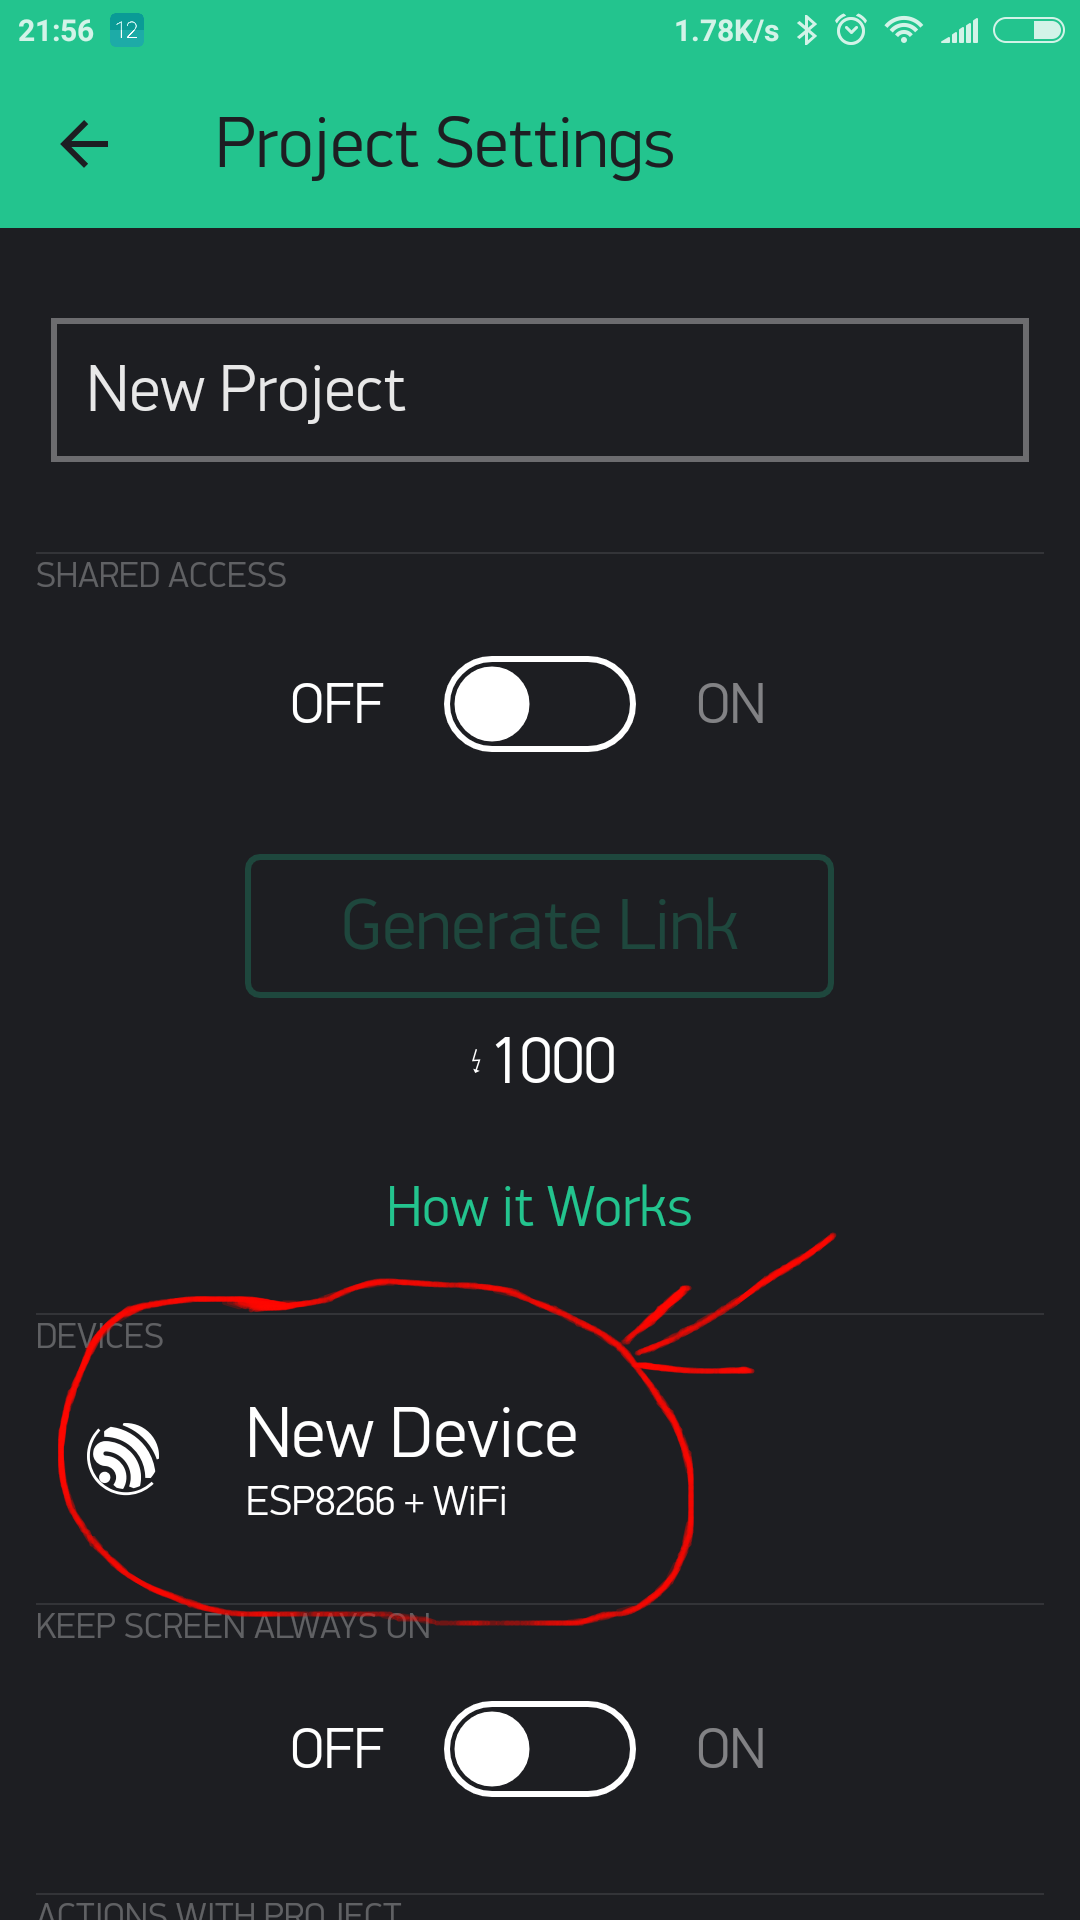 21:56 12 1.78K/s
Project Settings
New Project
SHARED ACCESS
OFF ON
Generate Link
1000
How it Works
DEVICES
New Device
ESP8266 + WiFi
KEEP SCREEN ALWAYS ON
OFF ON
ACTIONS WITH PROJECT